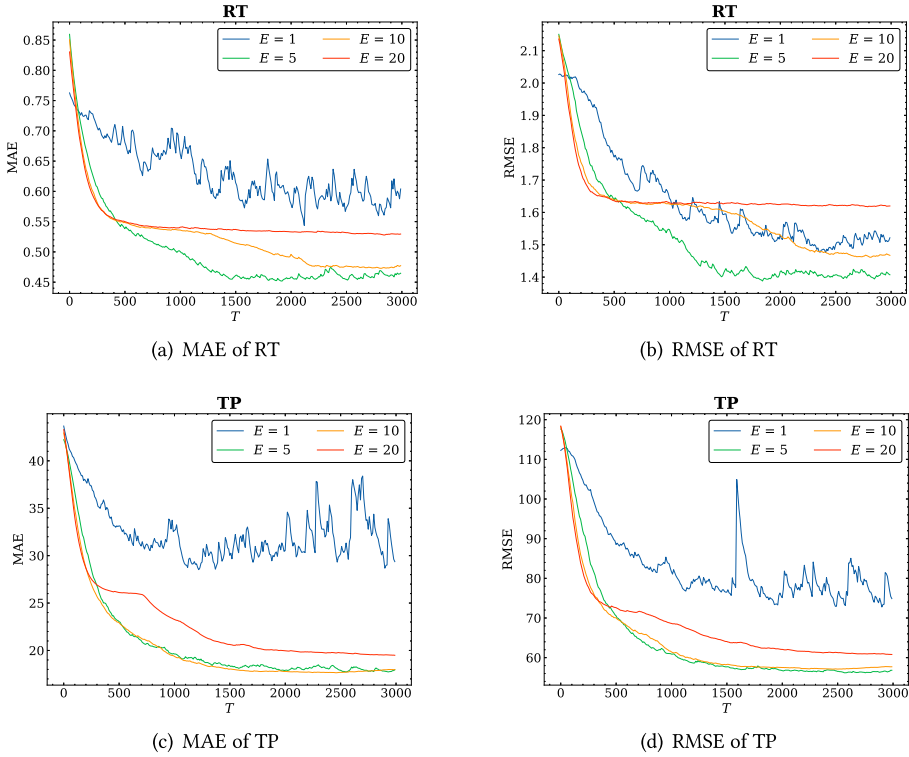 RT
RT
E = 1
E = 10
E = 5
E = 20
0.85
0.80
0.75
0.70
0.65
0.60
0.55
0.50
0.45
MAE
0
500
1000
1500
2000
2500
3000
T
(a) MAE of RT
E = 1
E = 10
E = 5
E = 20
2.1
2.0
1.9
1.8
1.7
1.6
1.5
1.4
RMSE
0
500
1000
1500
2000
2500
3000
T
(b) RMSE of RT
TP
TP
E = 1
E = 10
E = 5
E = 20
40
35
30
25
20
MAE
0
500
1000
1500
2000
2500
3000
T
(c) MAE of TP
E = 1
E = 10
E = 5
E = 20
120
110
100
90
80
70
60
RMSE
0
500
1000
1500
2000
2500
3000
T
(d) RMSE of TP